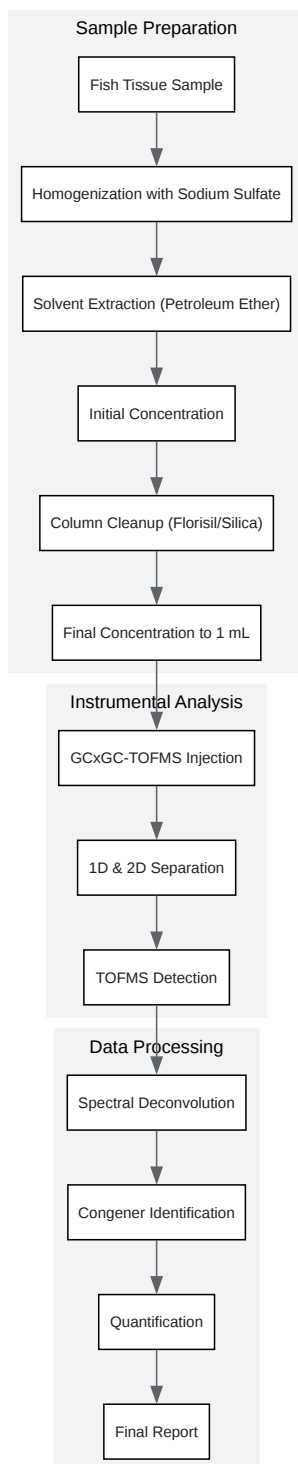 Sample Preparation
Fish Tissue Sample
Homogenization with Sodium Sulfate
Solvent Extraction (Petroleum Ether)
Initial Concentration
Column Cleanup (Florisil/Silica)
Final Concentration to 1 mL
Instrumental Analysis
GCxGC-TOFMS Injection
1D & 2D Separation
TOFMS Detection
Data Processing
Spectral Deconvolution
Congener Identification
Quantification
Final Report